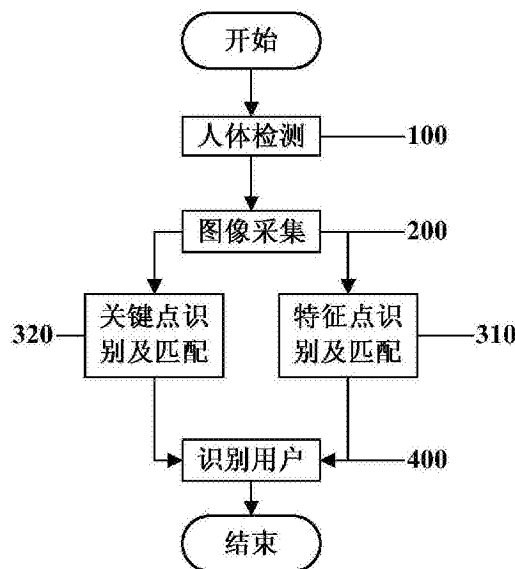 开始
人体检测
100
图像采集
200
320
关键点识
别及匹配
特征点识
别及匹配
310
识别用户
400
结束